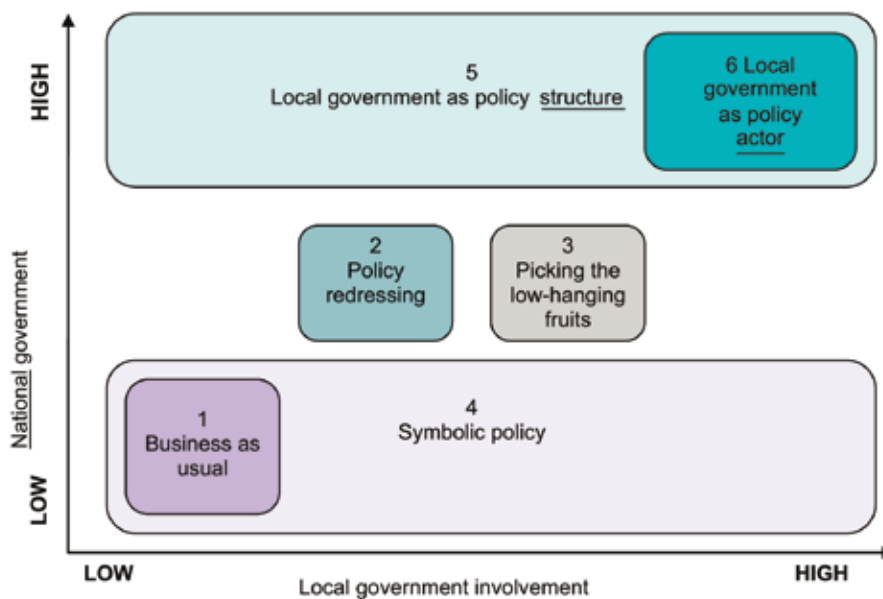 HIGH
5
Local government as policy structure
6 Local
government
as policy
actor
2
Policy
redressing
3
Picking the
low-hanging
fruits
National government
1
Business as
usual
4
Symbolic policy
LOW
LOW
HIGH
Local government involvement